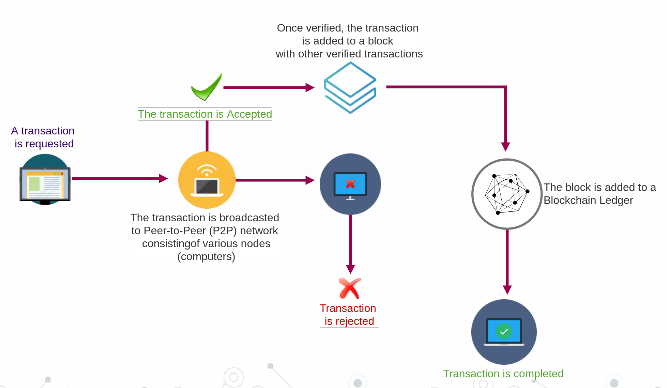 Once verified, the transaction
is added to a block
with other verified transactions
The transaction is Accepted
A transaction
is requested
The transaction is broadcasted
to Peer-to-Peer (P2P) network
consistingof various nodes
(computers)
The block is added to a
Blockchain Ledger
Transaction
is rejected
Transaction is completed